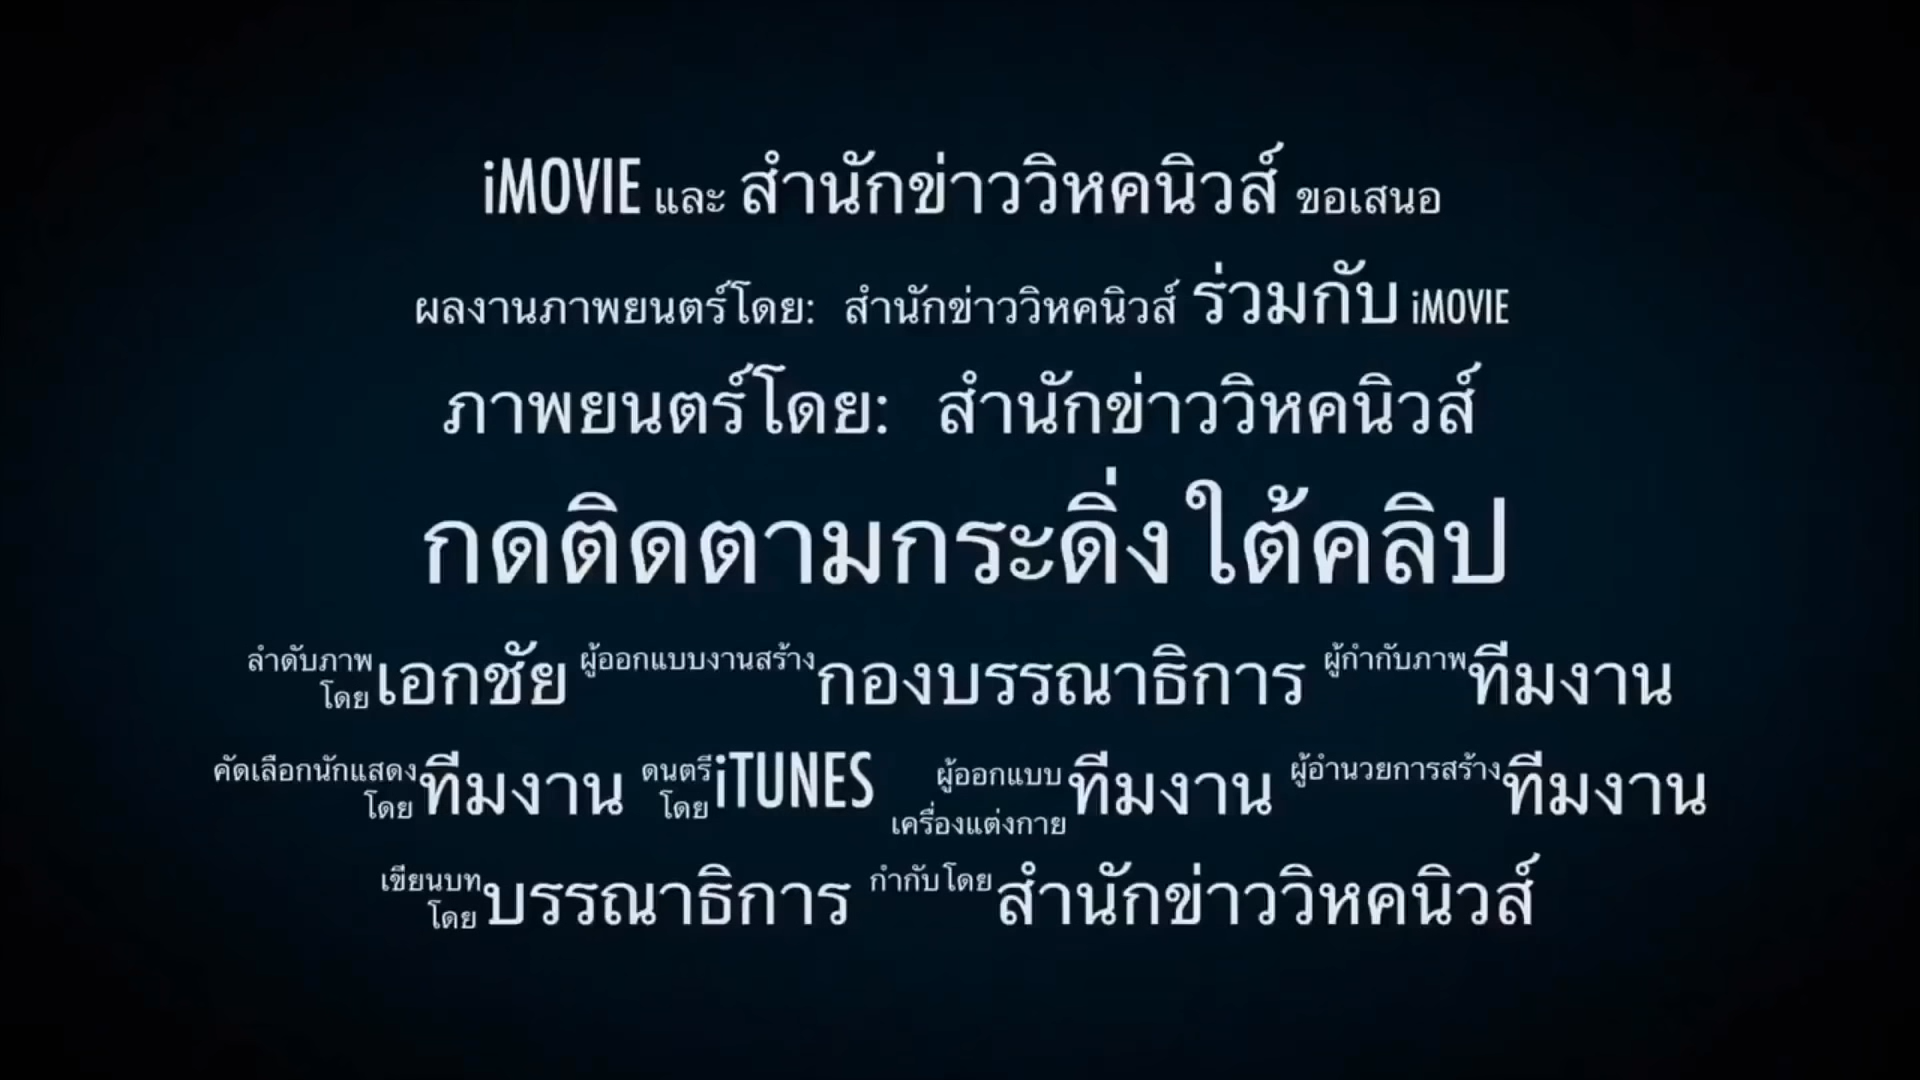 iMOVIE และ สำนักข่าววิหคนิวส์ ขอเสนอ
ผลงานภาพยนตร์โดย: สำนักข่าววิหคนิวส์ ร่วมกับ iMOVIE
ภาพยนตร์โดย: สำนักข่าววิหคนิวส์
กดติดตามกระดิ่งใต้คลิป
ลำดับภาพโดย เอกชัย ผู้ออกแบบงานสร้าง กองบรรณาธิการ ผู้กำกับภาพ ทีมงาน
คัดเลือกนักแสดงโดย ทีมงาน ดนตรีโดย iTUNES ผู้ออกแบบเครื่องแต่งกาย ทีมงาน ผู้อำนวยการสร้าง ทีมงาน
เขียนบทโดย บรรณาธิการ กำกับโดย สำนักข่าววิหคนิวส์